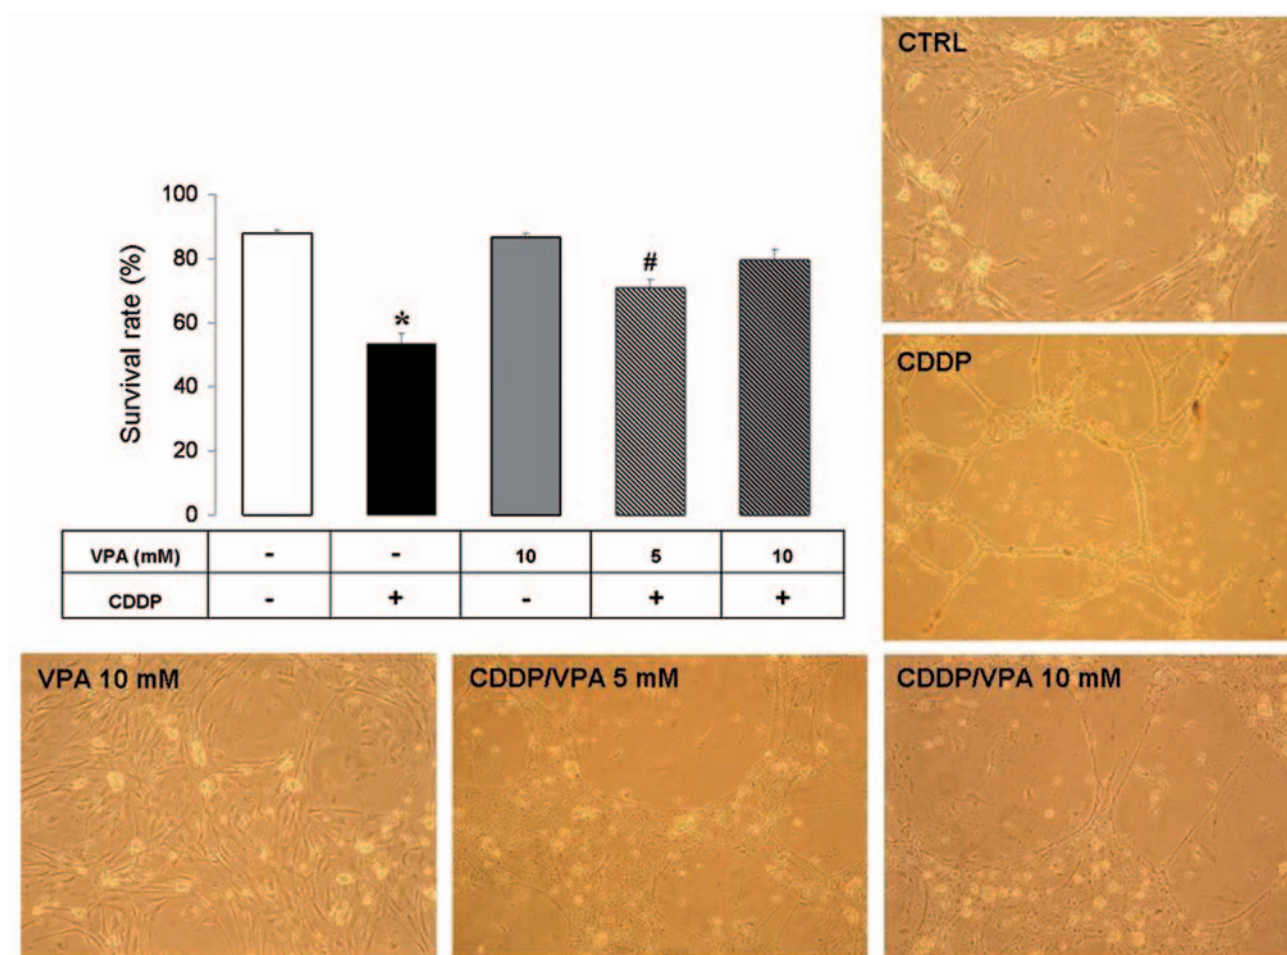 CTRL
100
80
60
40
20
0
Survival rate (%)
*
#
VPA (mM) - - 10 5 10
CDDP - + - + +
CDDP
VPA 10 mM
CDDP/VPA 5 mM
CDDP/VPA 10 mM